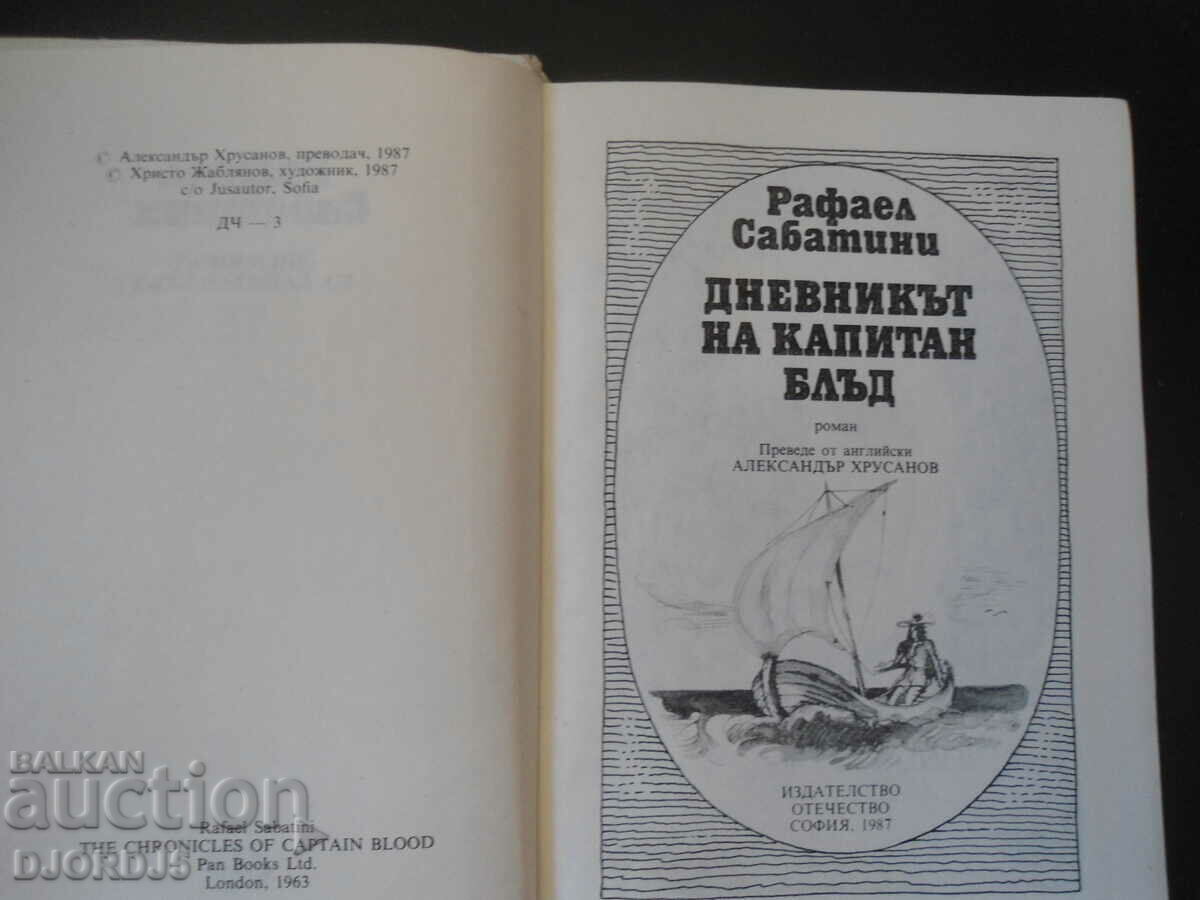 © Александър Хрусанов, преводач, 1987
© Христо Жаблянов, художник, 1987
c/o Jusautor, Sofia
ДЧ — 3
Rafael Sabatini
THE CHRONICLES OF CAPTAIN BLOOD
Pan Books Ltd.
London, 1963
Рафаел
Сабатини
ДНЕВНИКЪТ
НА КАПИТАН
БЛЪД
роман
Преведе от английски
АЛЕКСАНДЪР ХРУСАНОВ
ИЗДАТЕЛСТВО
ОТЕЧЕСТВО
СОФИЯ, 1987
BALKAN
auction
DJORDJ5